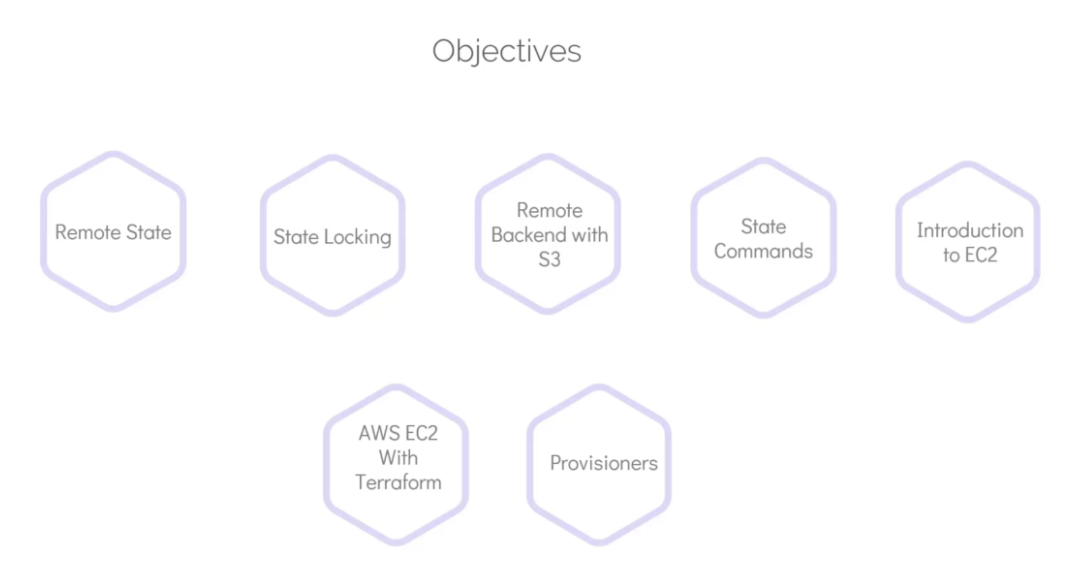 Objectives
Remote State
State Locking
Remote
Backend with
S3
State
Commands
Introduction
to EC2
AWS EC2
With
Terraform
Provisioners